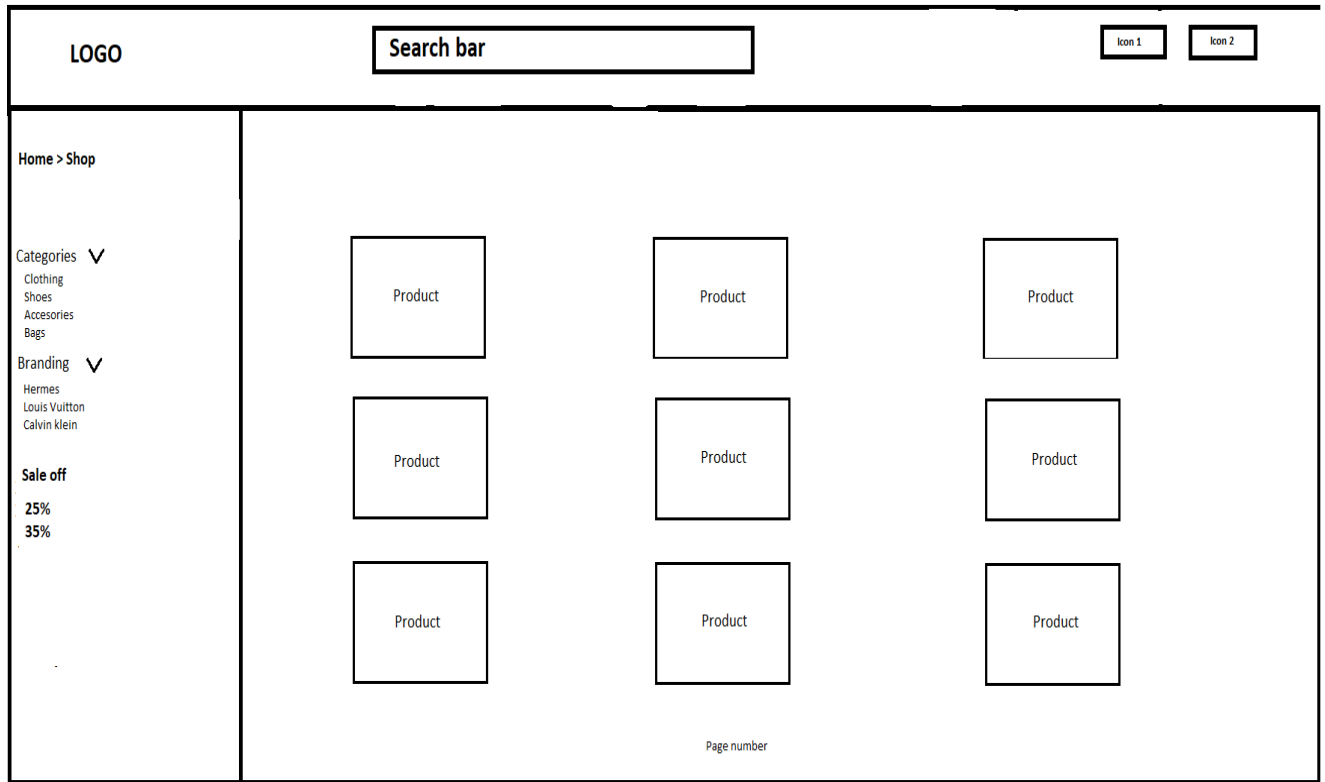 LOGO
Search bar
Icon 1
Icon 2
Home > Shop
Categories
Clothing
Shoes
Accesories
Bags
Branding
Hermes
Louis Vuitton
Calvin klein
Sale off
25%
35%
Product
Product
Product
Product
Product
Product
Product
Product
Product
Page number